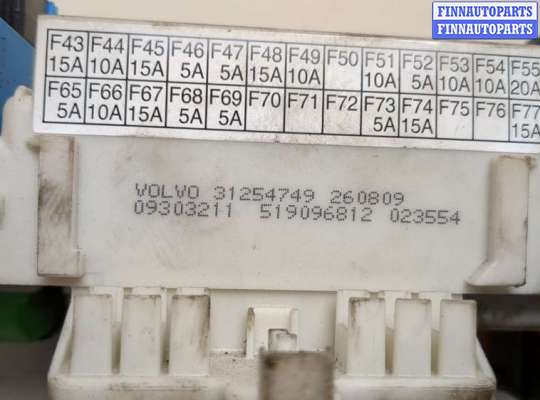 FINNAUTOPARTS
FINNAUTOPARTS
F43 F44 F45 F46 F47 F48 F49 F50 F51 F52 F53 F54 F55
15A 10A 15A 5A 5A 15A 10A 10A 5A 10A 10A 20A
F65 F66 F67 F68 F69 F70 F71 F72 F73 F74 F75 F76 F77
5A 10A 15A 5A 5A 5A 15A 15A
VOLVO 31254749 260809
09303211 519096812 023554